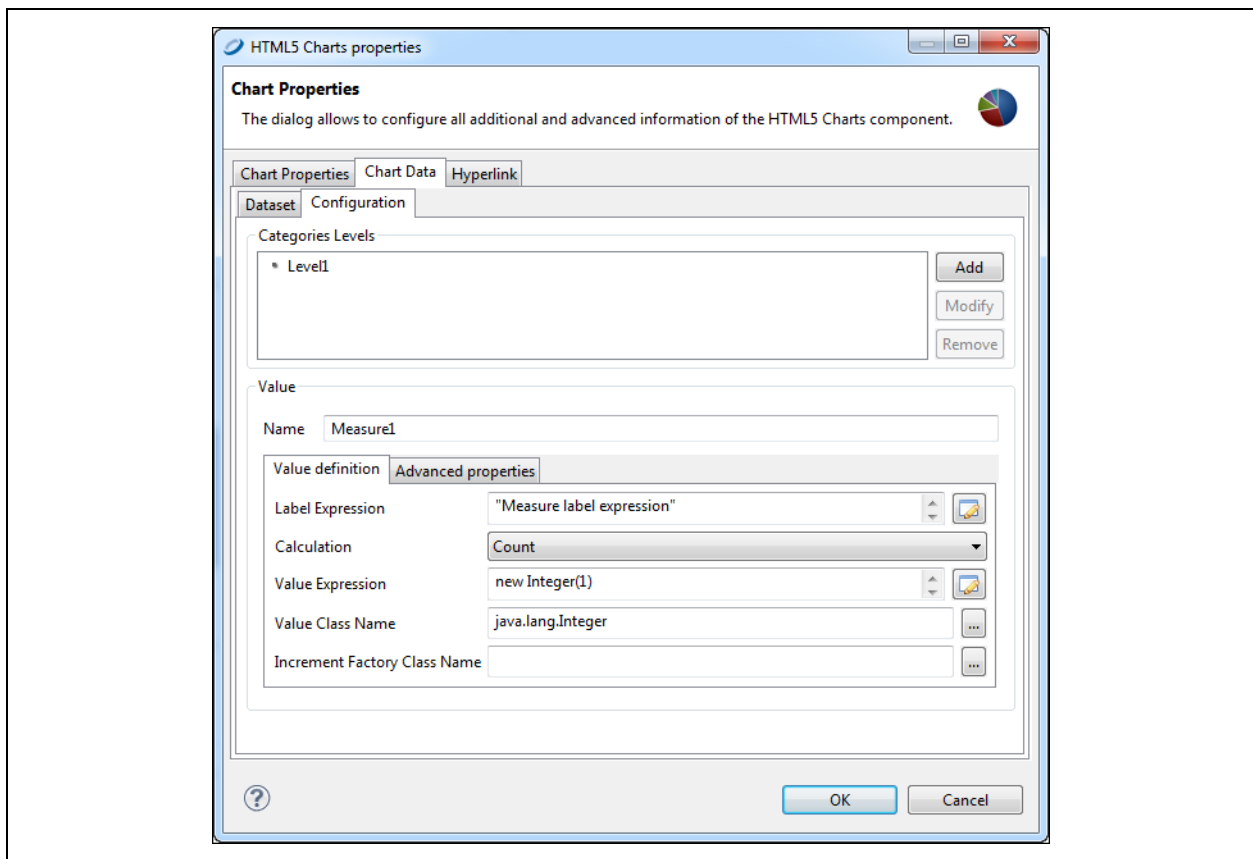 HTML5 Charts properties
Chart Properties
The dialog allows to configure all additional and advanced information of the HTML5 Charts component.
Chart Properties Chart Data Hyperlink
Dataset Configuration
Categories Levels
Level1
Add
Modify
Remove
Value
Name Measure1
Value definition Advanced properties
Label Expression "Measure label expression"
Calculation Count
Value Expression new Integer(1)
Value Class Name java.lang.Integer ...
Increment Factory Class Name ...
? OK Cancel